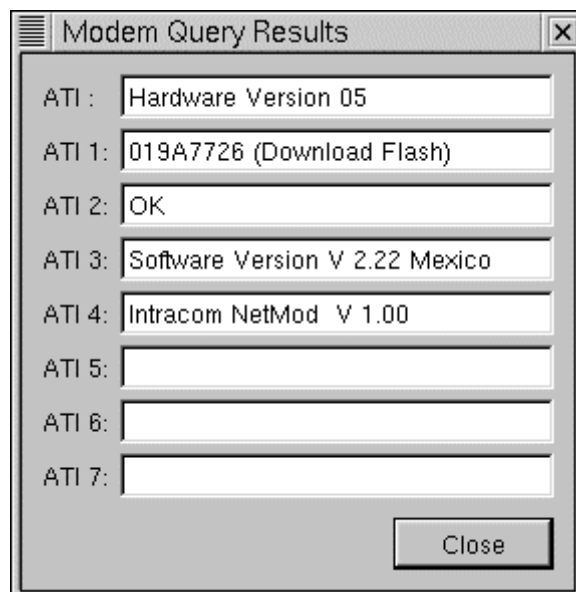 Modem Query Results
ATI : Hardware Version 05
ATI 1: 019A7726 (Download Flash)
ATI 2: OK
ATI 3: Software Version V 2.22 Mexico
ATI 4: Intracom NetMod  V 1.00
ATI 5:
ATI 6:
ATI 7:
Close